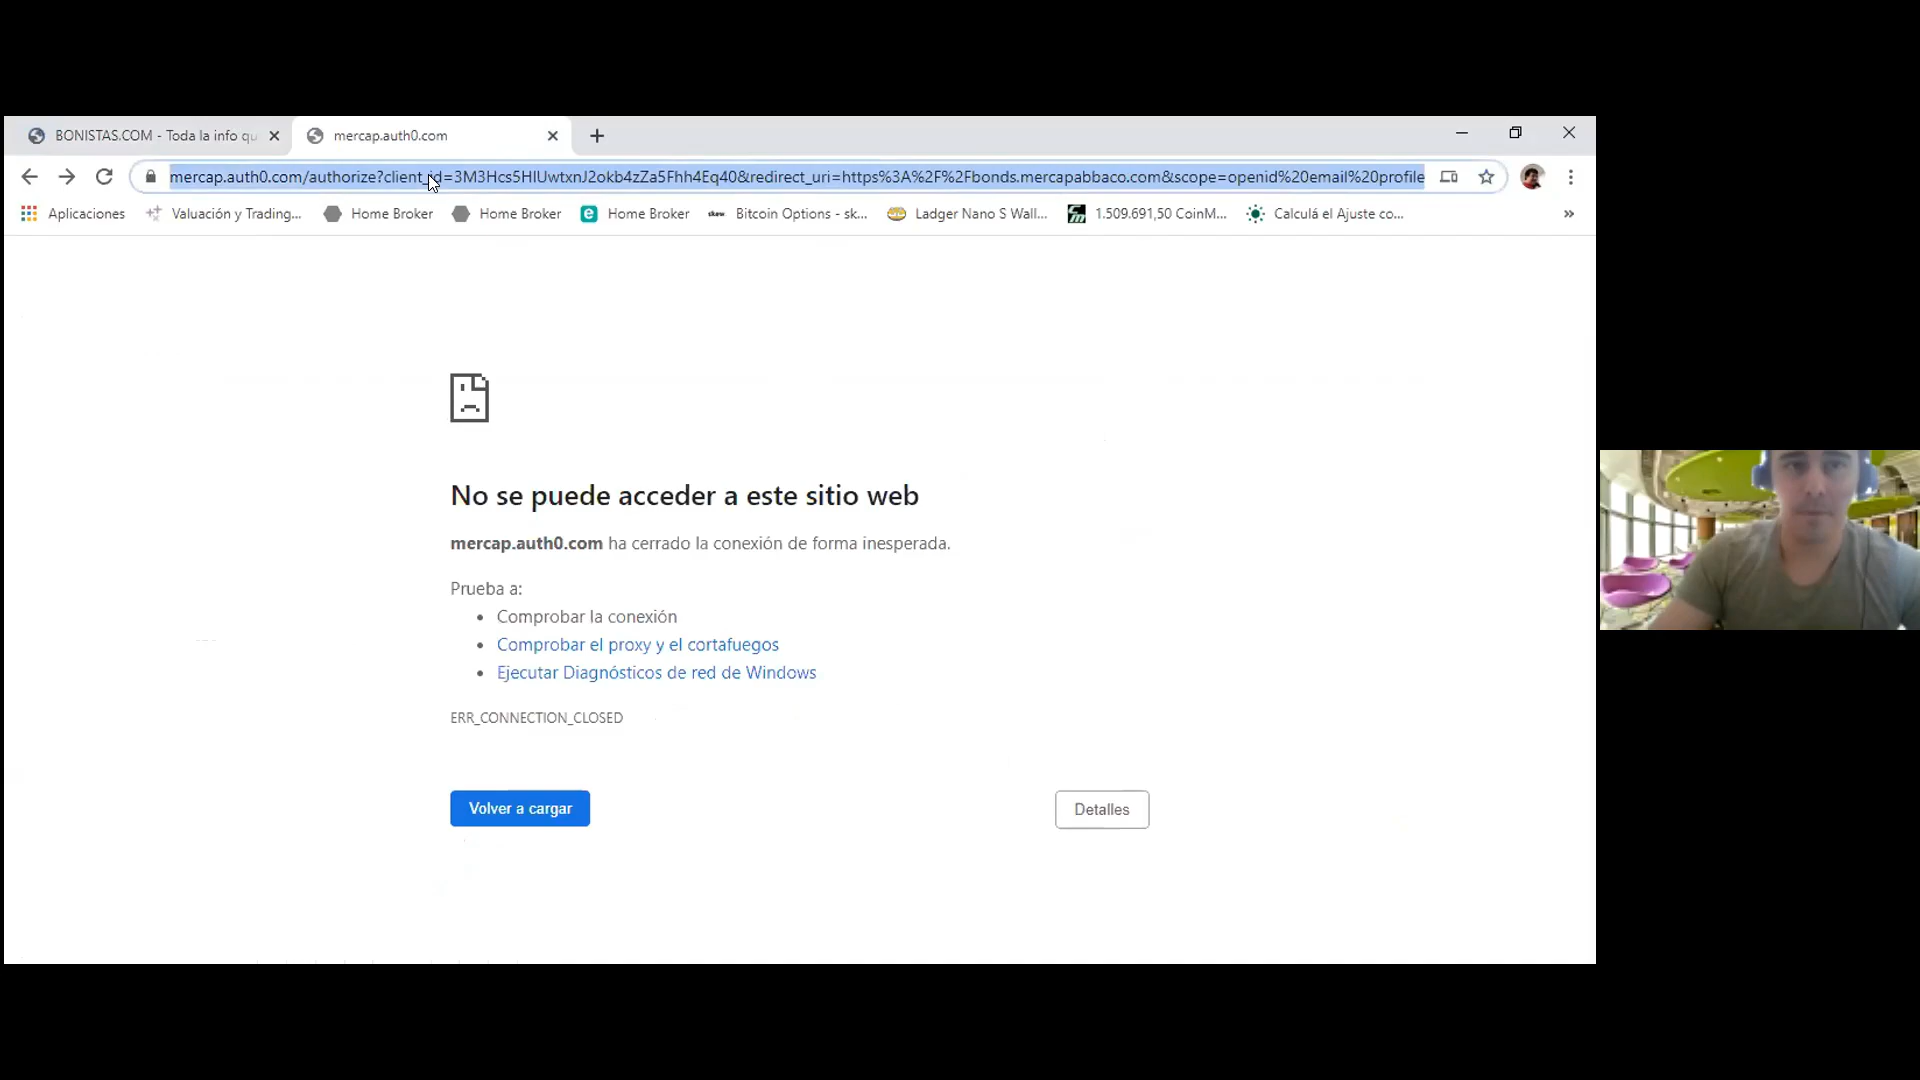 BONISTAS.COM - Toda la info qu
mercap.auth0.com
mercap.auth0.com/authorize?client_id=3M3Hcs5HIUwtxnJ2okb4zZa5Fhh4Eq40&redirect_uri=https%3A%2F%2Fbonds.mercapabbaco.com&scope=openid%20email%20profile
Aplicaciones Valuación y Trading... Home Broker Home Broker Home Broker skew Bitcoin Options - sk... Ladger Nano S Wall... 1.509.691,50 CoinM... Calculá el Ajuste co... »
No se puede acceder a este sitio web
mercap.auth0.com ha cerrado la conexión de forma inesperada.
Prueba a:
• Comprobar la conexión
• Comprobar el proxy y el cortafuegos
• Ejecutar Diagnósticos de red de Windows
ERR_CONNECTION_CLOSED
Volver a cargar
Detalles